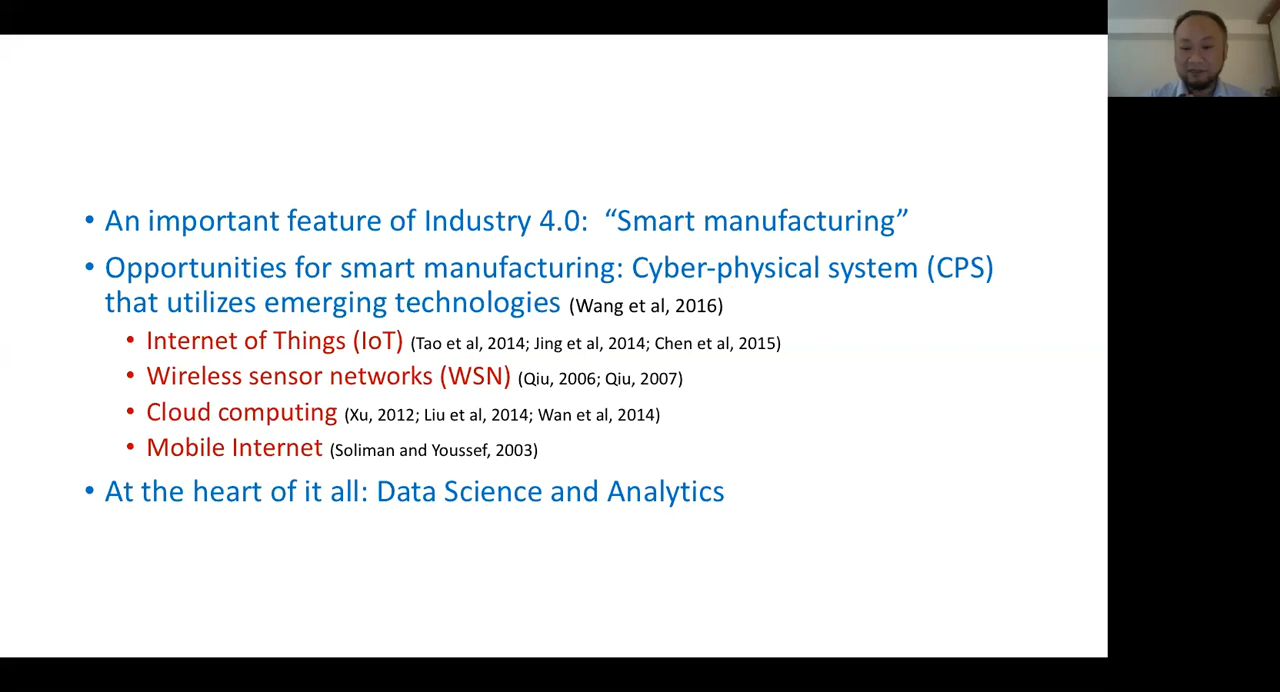 • An important feature of Industry 4.0:  “Smart manufacturing”
• Opportunities for smart manufacturing: Cyber-physical system (CPS)
that utilizes emerging technologies (Wang et al, 2016)
• Internet of Things (IoT) (Tao et al, 2014; Jing et al, 2014; Chen et al, 2015)
• Wireless sensor networks (WSN) (Qiu, 2006; Qiu, 2007)
• Cloud computing (Xu, 2012; Liu et al, 2014; Wan et al, 2014)
• Mobile Internet (Soliman and Youssef, 2003)
• At the heart of it all: Data Science and Analytics